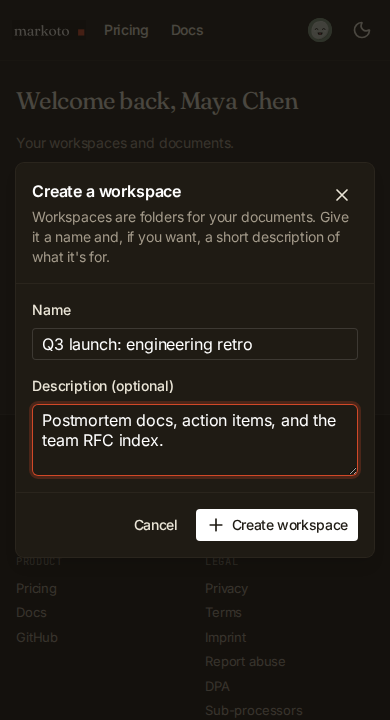 markoto
Pricing
Docs
Welcome back, Maya Chen
Your workspaces and documents.
Create a workspace
Workspaces are folders for your documents. Give
it a name and, if you want, a short description of
what it's for.
Name
Q3 launch: engineering retro
Description (optional)
Postmortem docs, action items, and the
team RFC index.
Cancel
Create workspace
PRODUCT
LEGAL
Pricing
Privacy
Docs
Terms
GitHub
Imprint
Report abuse
DPA
Sub-processors